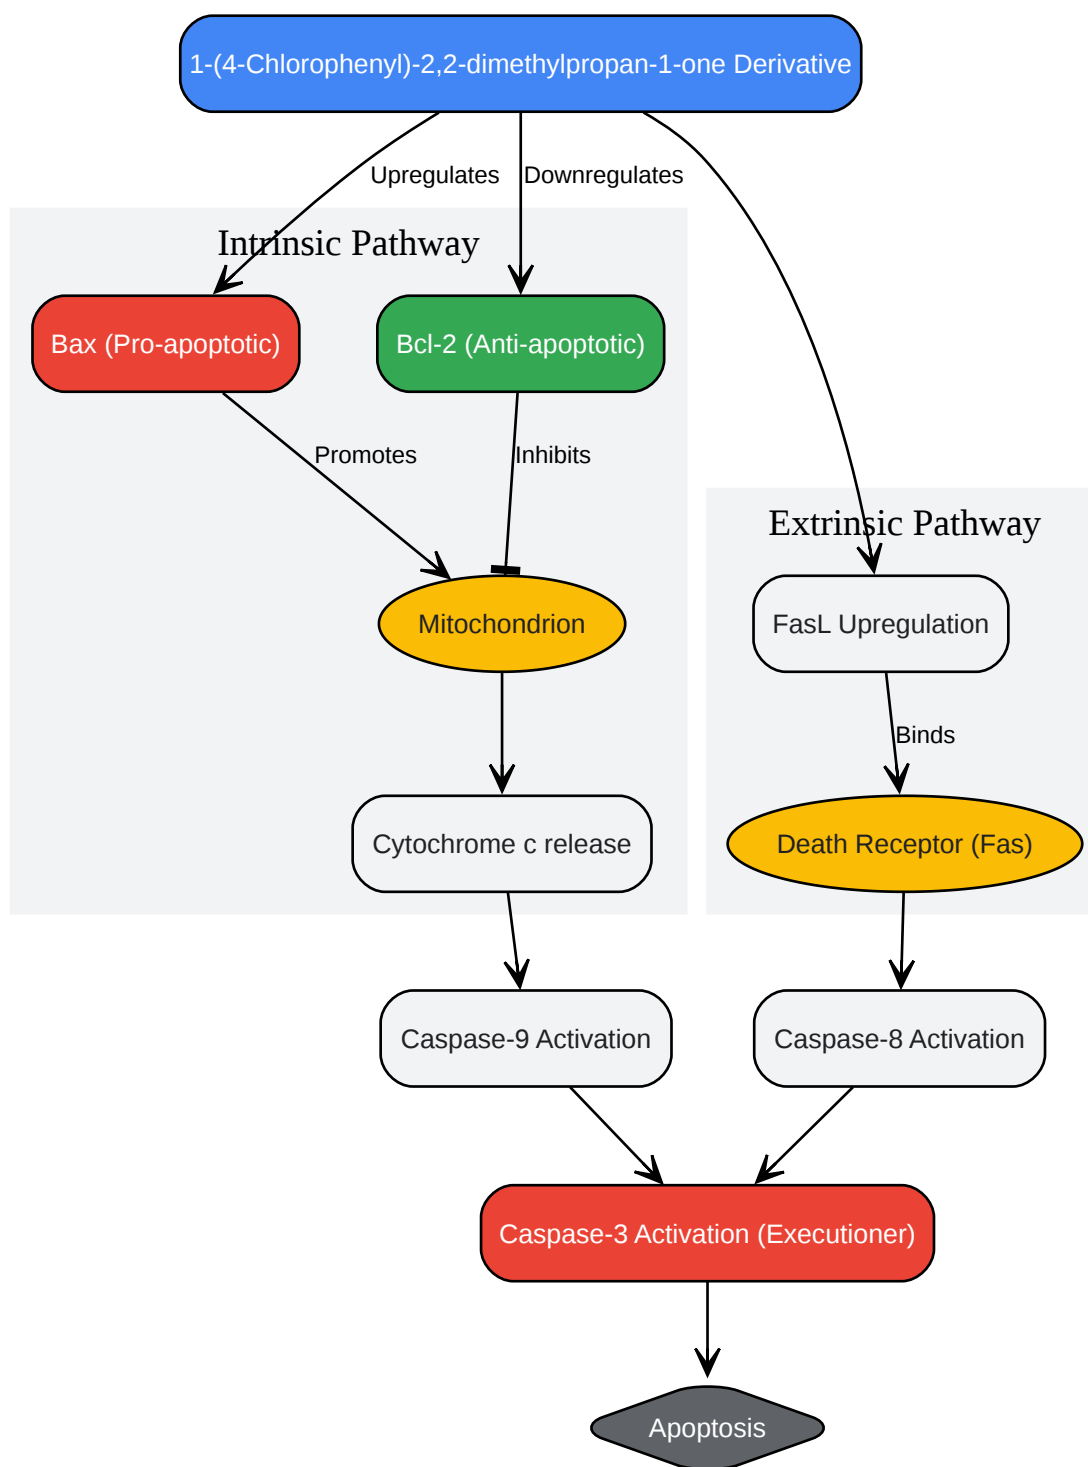 1-(4-Chlorophenyl)-2,2-dimethylpropan-1-one Derivative
Upregulates
Downregulates
Intrinsic Pathway
Bax (Pro-apoptotic)
Bcl-2 (Anti-apoptotic)
Promotes
Inhibits
Extrinsic Pathway
Mitochondrion
FasL Upregulation
Binds
Cytochrome c release
Death Receptor (Fas)
Caspase-9 Activation
Caspase-8 Activation
Caspase-3 Activation (Executioner)
Apoptosis